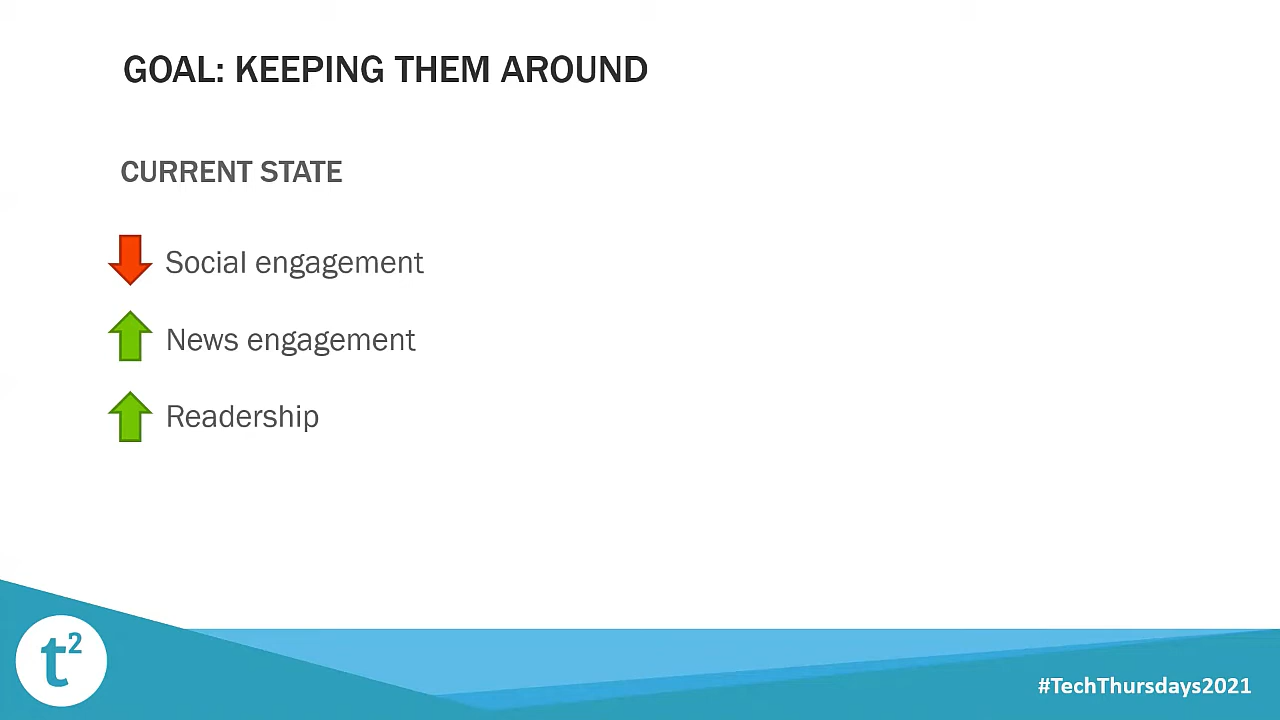 GOAL: KEEPING THEM AROUND
CURRENT STATE
Social engagement
News engagement
Readership
t²
#TechThursdays2021